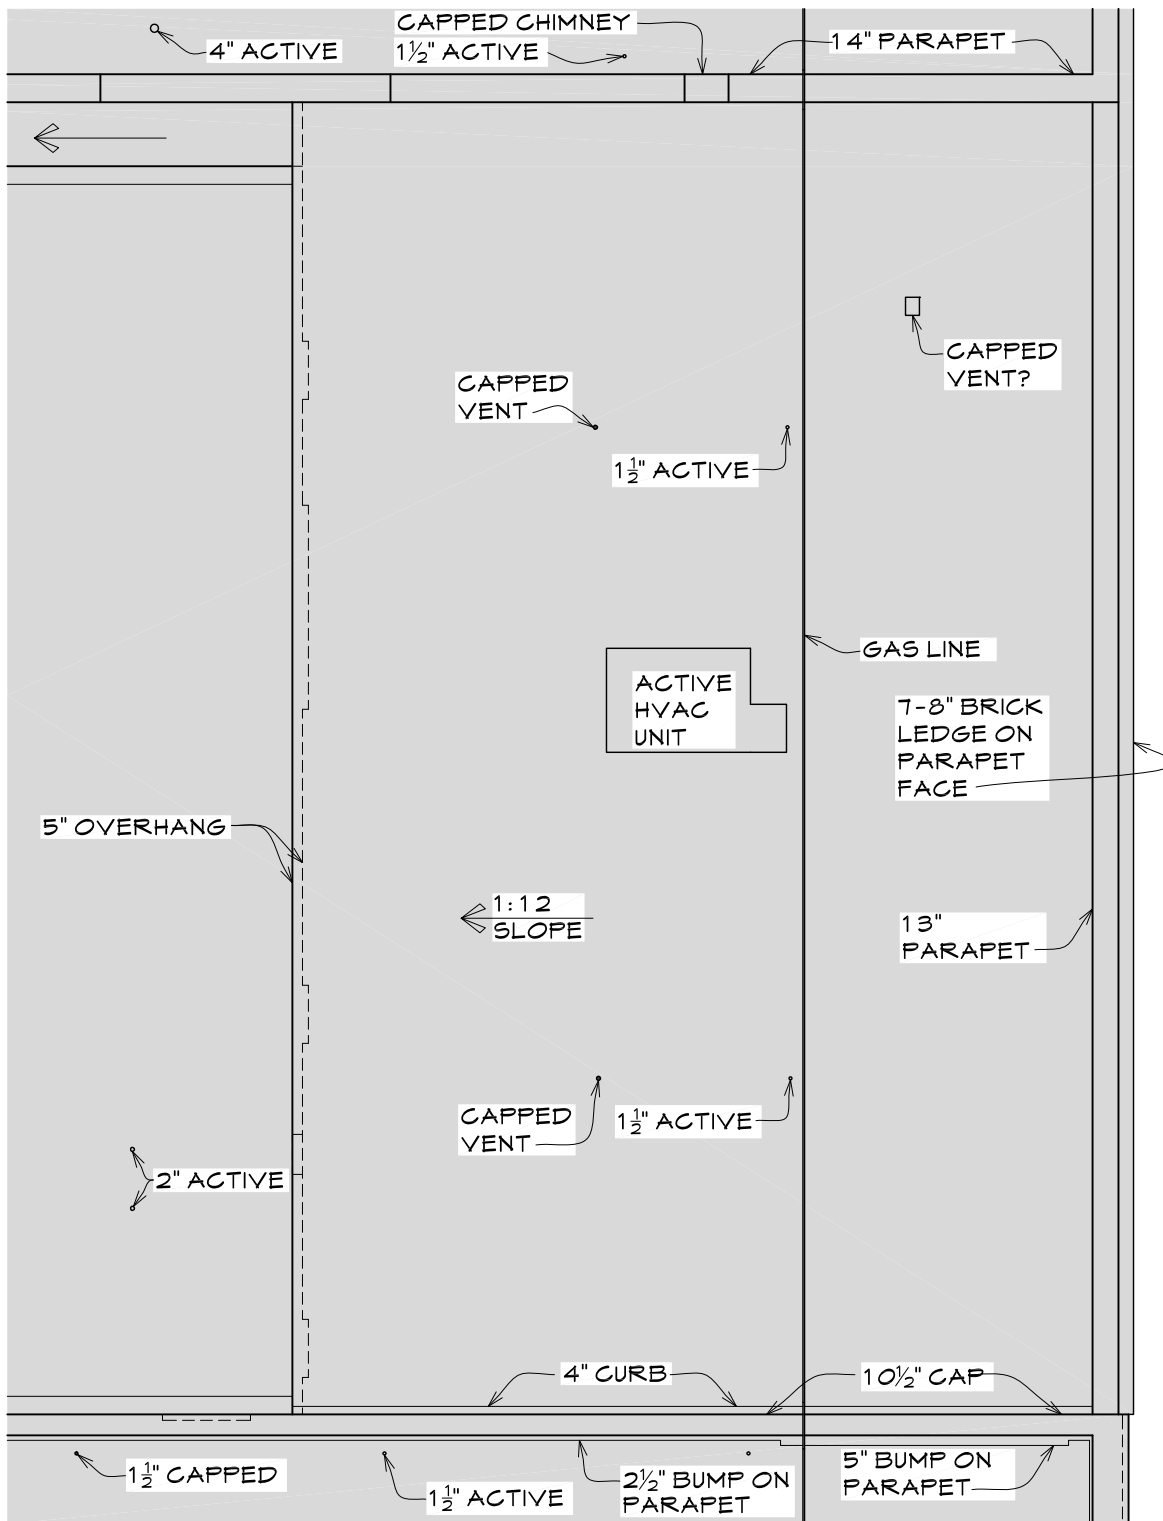 CAPPED CHIMNEY
4" ACTIVE
1½" ACTIVE
14" PARAPET
CAPPED
VENT?
CAPPED
VENT
1½" ACTIVE
GAS LINE
ACTIVE
HVAC
UNIT
7-8" BRICK
LEDGE ON
PARAPET
FACE
5" OVERHANG
1:12
SLOPE
13"
PARAPET
CAPPED
VENT
1½" ACTIVE
2" ACTIVE
4" CURB
10½" CAP
1½" CAPPED
1½" ACTIVE
2½" BUMP ON
PARAPET
5" BUMP ON
PARAPET